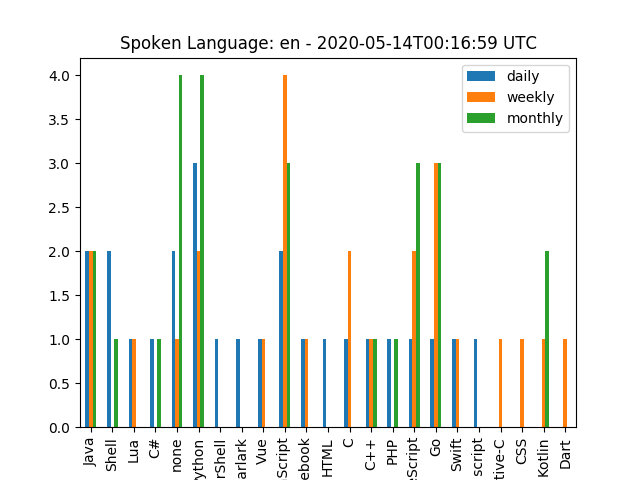 Spoken Language: en - 2020-05-14T00:16:59 UTC
daily
weekly
monthly
4.0
3.5
3.0
2.5
2.0
1.5
1.0
0.5
0.0
Java
Shell
Lua
C#
none
ython
rShell
arlark
Vue
Script
ebook
HTML
C
C++
PHP
eScript
Go
Swift
script
tive-C
CSS
Kotlin
Dart